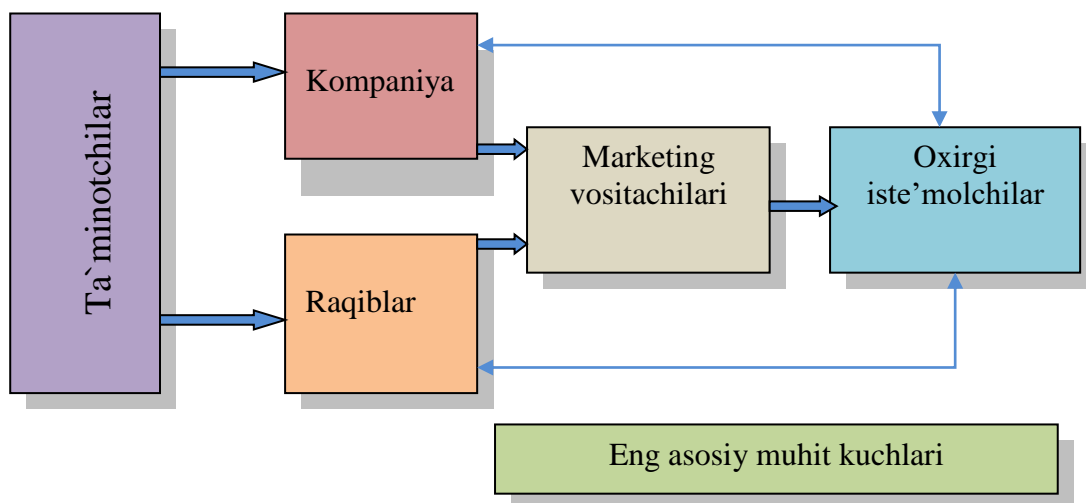 Ta`minotchilar
Kompaniya
Raqiblar
Marketing
vositachilari
Oxirgi
iste’molchilar
Eng asosiy muhit kuchlari